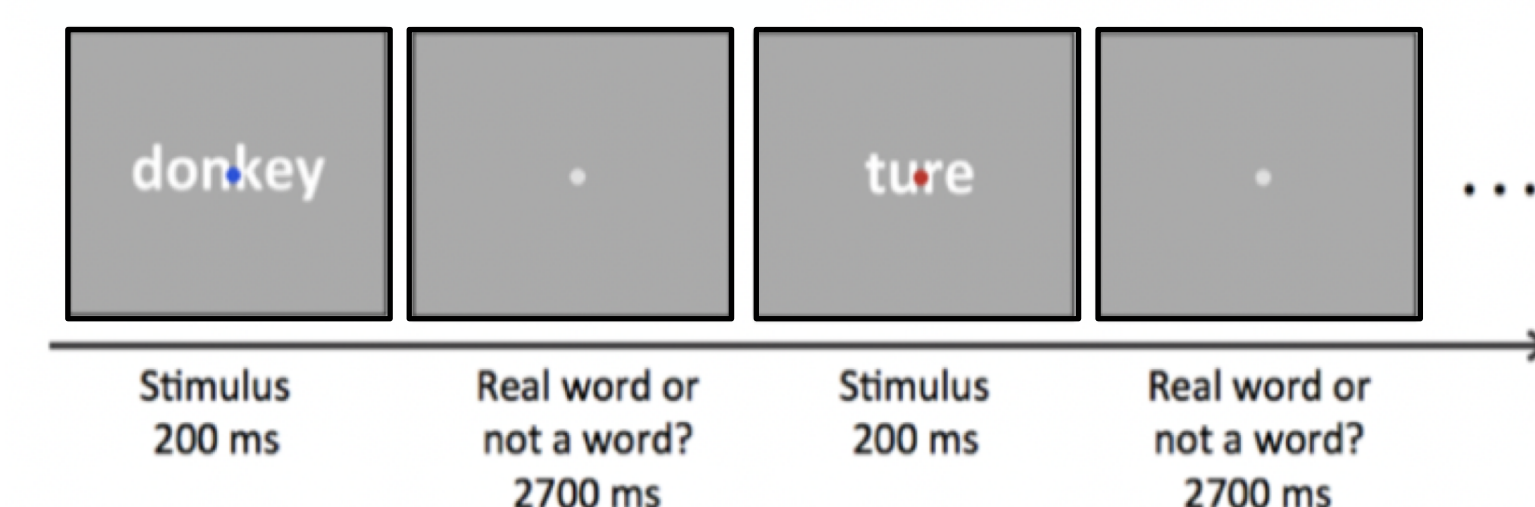 donkey
ture
...
Stimulus
200 ms
Real word or
not a word?
2700 ms
Stimulus
200 ms
Real word or
not a word?
2700 ms